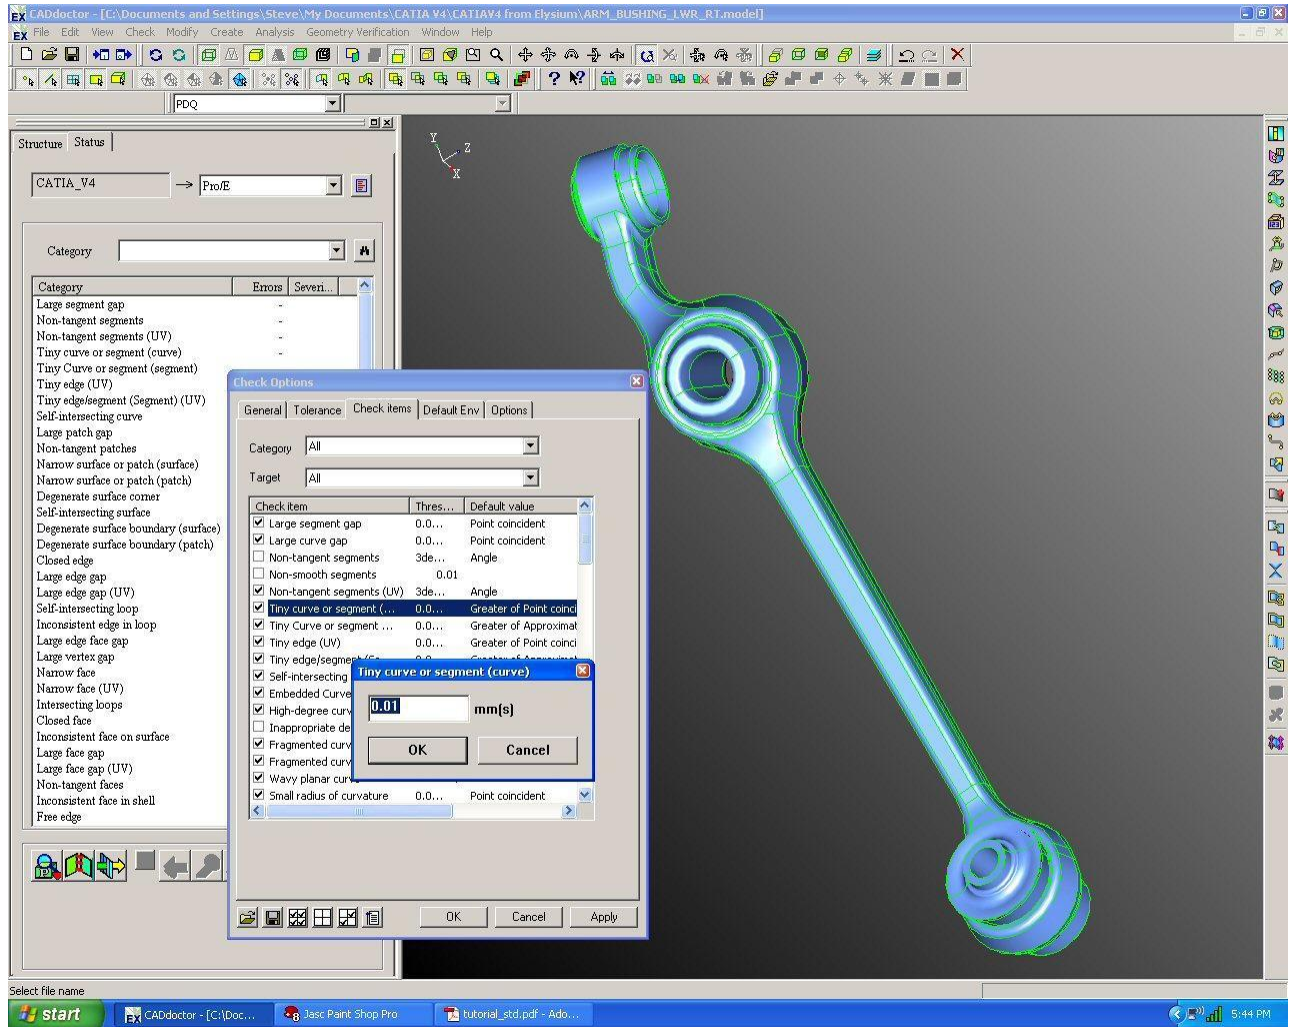 CADdoctor - [C:\Documents and Settings\Steve\My Documents\CATIA V4\CATIAV4 from Elysium\ARM_BUSHING_LWR_RT.model]
File Edit View Check Modify Create Analysis Geometry Verification Window Help
PDQ
Structure Status
Y
Z
X
CATIA_V4 → Pro/E
Category
Category Errors Severi...
Large segment gap -
Non-tangent segments -
Non-tangent segments (UV) -
Tiny curve or segment (curve) -
Tiny Curve or segment (segment)
Tiny edge (UV)
Tiny edge/segment (Segment) (UV)
Self-intersecting curve
Large patch gap
Non-tangent patches
Narrow surface or patch (surface)
Narrow surface or patch (patch)
Degenerate surface corner
Self-intersecting surface
Degenerate surface boundary (surface)
Degenerate surface boundary (patch)
Closed edge
Large edge gap
Large edge gap (UV)
Self-intersecting loop
Inconsistent edge in loop
Large edge face gap
Large vertex gap
Narrow face
Narrow face (UV)
Intersecting loops
Closed face
Inconsistent face on surface
Large face gap
Large face gap (UV)
Non-tangent faces
Inconsistent face in shell
Free edge
Check Options
General Tolerance Check items Default Env Options
Category All
Target All
Check item Thres... Default value
Large segment gap 0.0... Point coincident
Large curve gap 0.0... Point coincident
Non-tangent segments 3de... Angle
Non-smooth segments 0.01
Non-tangent segments (UV) 3de... Angle
Tiny curve or segment (... 0.0... Greater of Point coinci
Tiny Curve or segment ... 0.0... Greater of Approximat
Tiny edge (UV) 0.0... Greater of Point coinci
Tiny edge/segment
Self-intersecting
Embedded Curve
High-degree curv
Inappropriate de
Fragmented curv
Fragmented curv
Wavy planar curv
Small radius of curvature 0.0... Point coincident
Tiny curve or segment (curve)
0.01 mm(s)
OK Cancel
OK Cancel Apply
Select file name
start CADdoctor - [C:\Doc... Jasc Paint Shop Pro tutorial_std.pdf - Ado... 5:44 PM